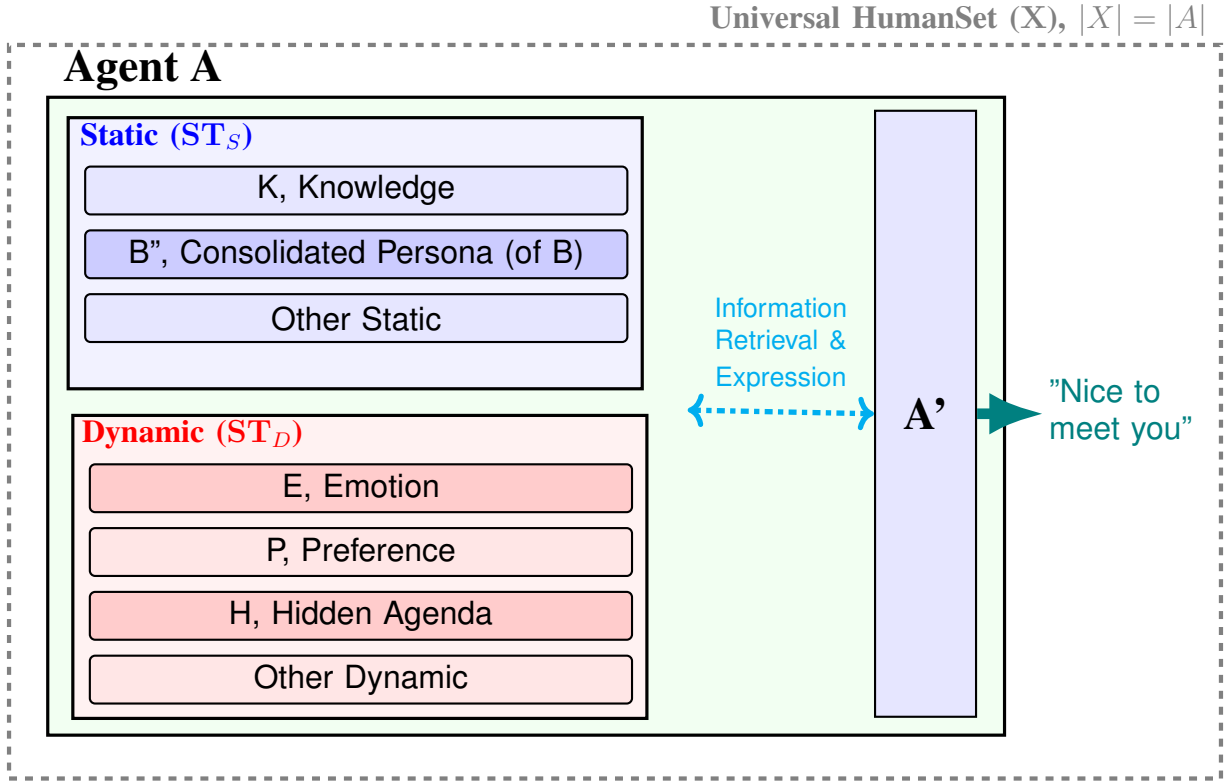 Universal HumanSet (X), |X| = |A|
Agent A
Static (ST_S)
K, Knowledge
B”, Consolidated Persona (of B)
Other Static
Dynamic (ST_D)
E, Emotion
P, Preference
H, Hidden Agenda
Other Dynamic
Information
Retrieval &
Expression
A’
”Nice to
meet you”